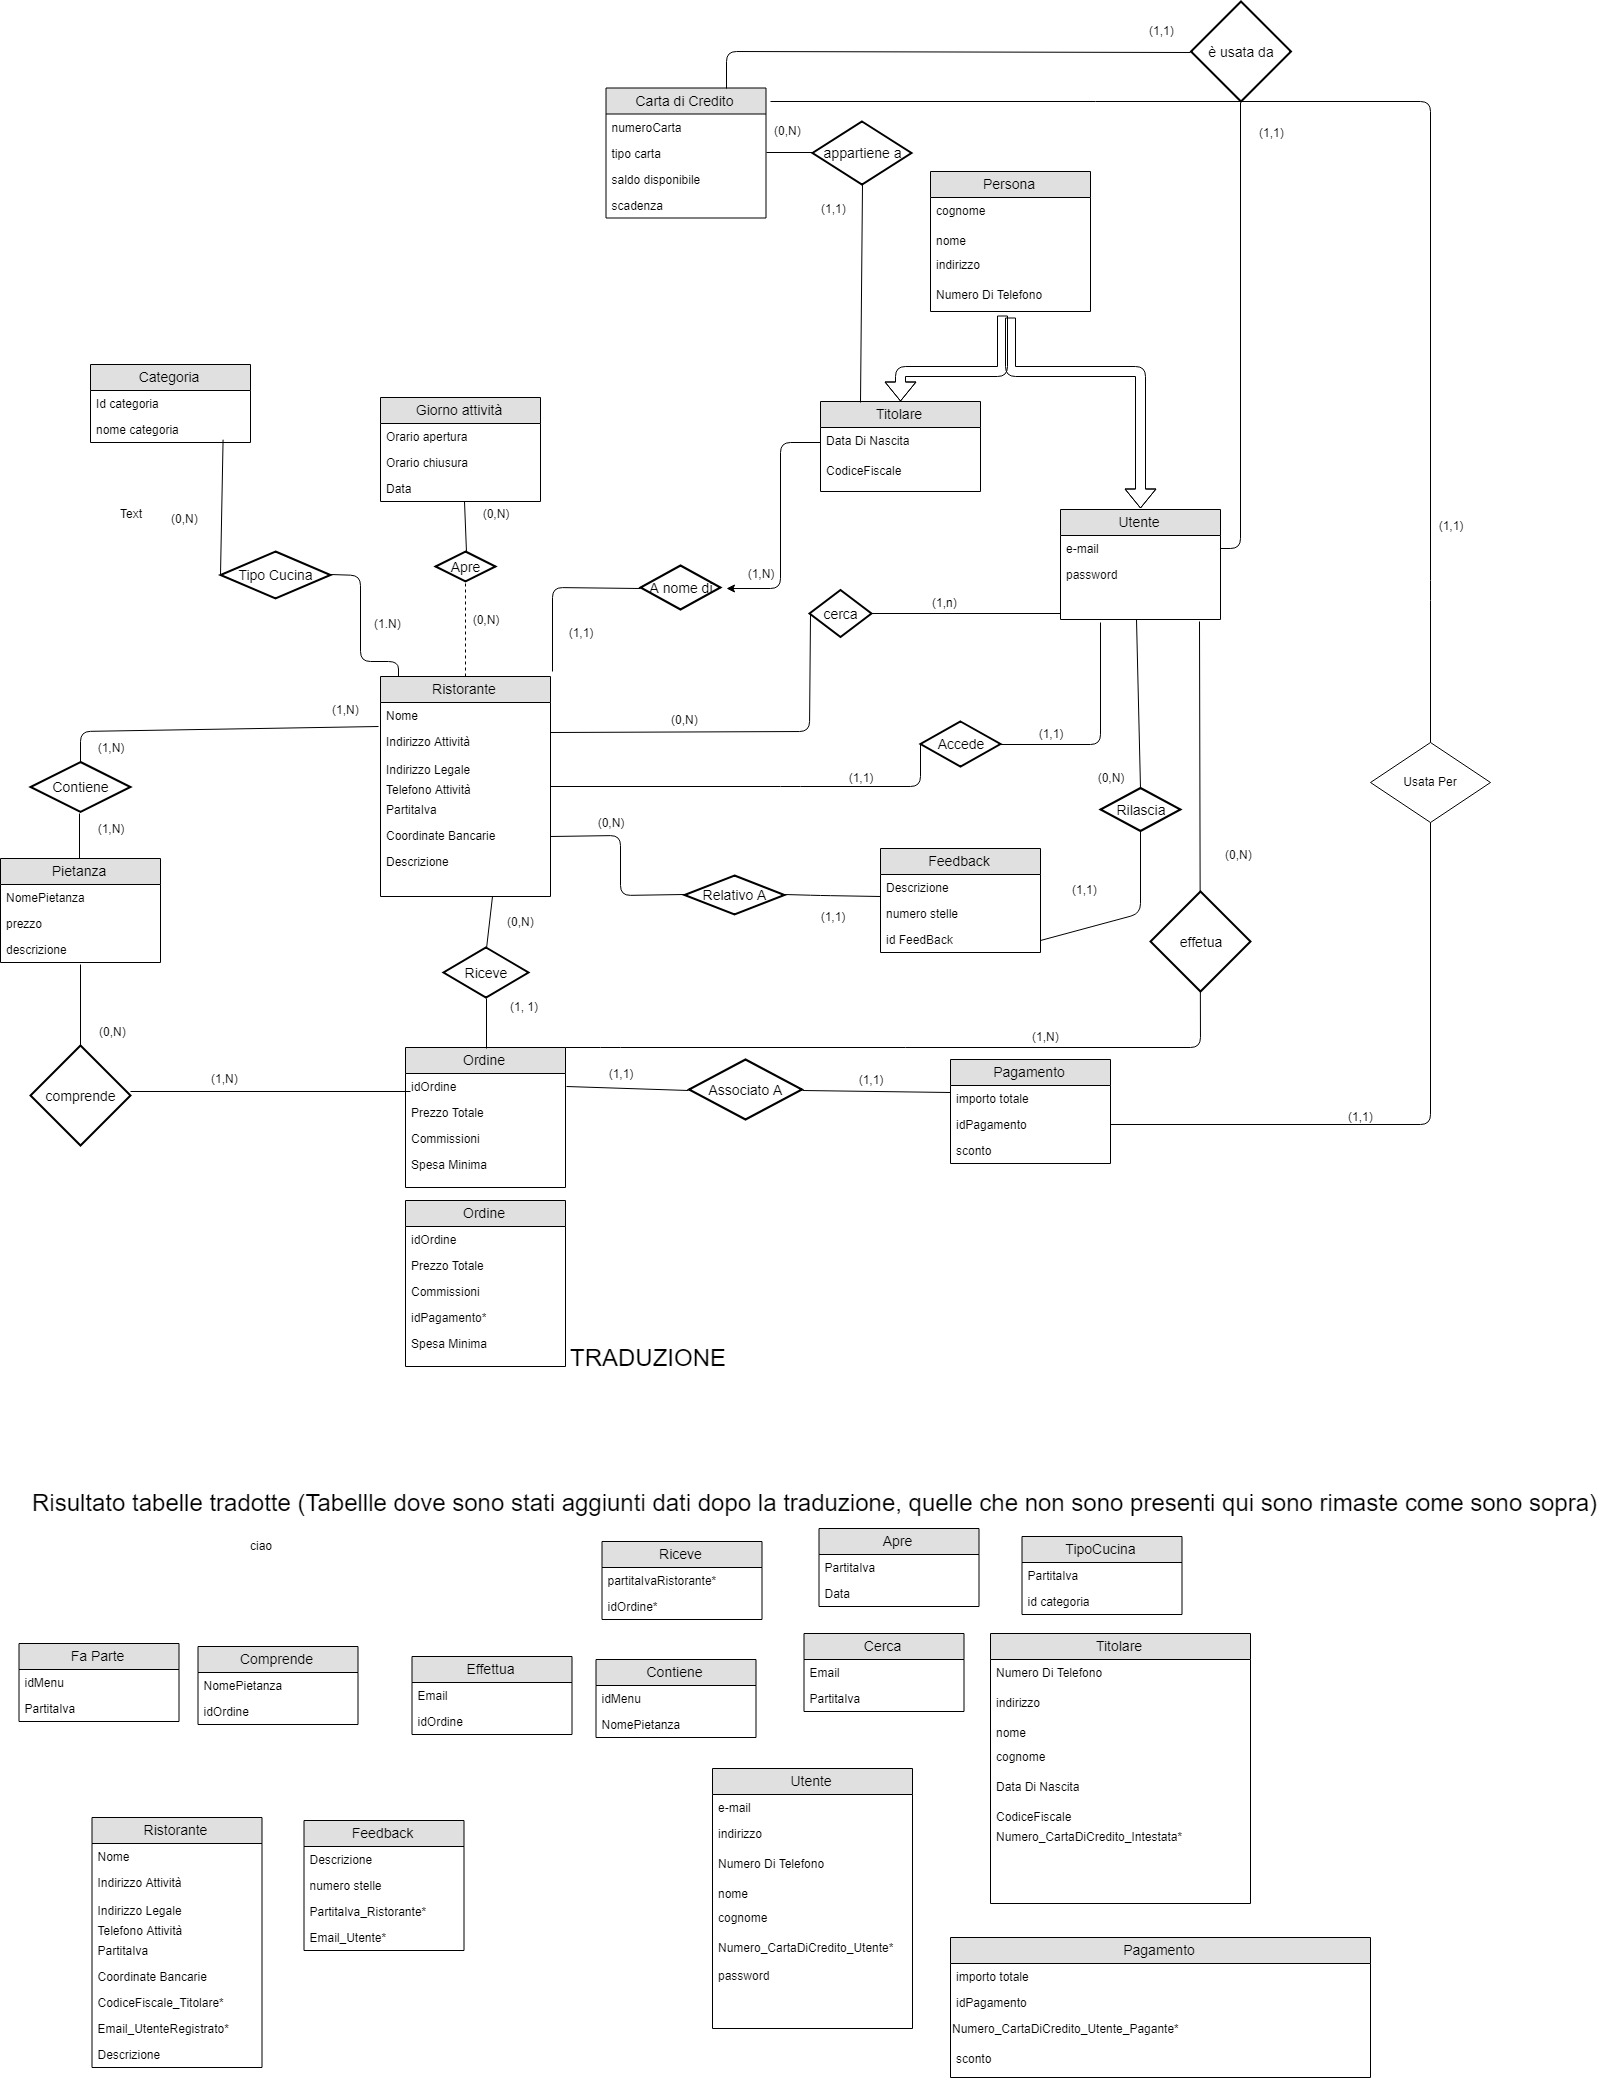 (1,1)
è usata da
Carta di Credito
numeroCarta
tipo carta
saldo disponibile
scadenza
(0,N)
appartiene a
(1,1)
(1,1)
Persona
cognome
nome
indirizzo
Numero Di Telefono
Categoria
Id categoria
nome categoria
Giorno attività
Orario apertura
Orario chiusura
Data
Titolare
Data Di Nascita
CodiceFiscale
Text
(0,N)
(0,N)
Utente
e-mail
password
(1,1)
Tipo Cucina
Apre
A nome di
(1,N)
cerca
(1,n)
(1.N)
(0,N)
(1,1)
Ristorante
Nome
Indirizzo Attività
Indirizzo Legale
Telefono Attività
PartitaIva
Coordinate Bancarie
Descrizione
(1,N)
(0,N)
(1,N)
Accede
(1,1)
(1,1)
Contiene
(0,N)
Rilascia
Usata Per
(1,N)
(0,N)
Pietanza
NomePietanza
prezzo
descrizione
Relativo A
(1,1)
Feedback
Descrizione
numero stelle
id FeedBack
(1,1)
(0,N)
effetua
(0,N)
Riceve
(1, 1)
(0,N)
(1,N)
comprende
(1,N)
Ordine
idOrdine
Prezzo Totale
Commissioni
Spesa Minima
(1,1)
Associato A
(1,1)
Pagamento
importo totale
idPagamento
sconto
(1,1)
Ordine
idOrdine
Prezzo Totale
Commissioni
idPagamento*
Spesa Minima
TRADUZIONE
Risultato tabelle tradotte (Tabellle dove sono stati aggiunti dati dopo la traduzione, quelle che non sono presenti qui sono rimaste come sono sopra)
ciao
Riceve
partitaIvaRistorante*
idOrdine*
Apre
PartitaIva
Data
TipoCucina
PartitaIva
id categoria
Fa Parte
idMenu
PartitaIva
Comprende
NomePietanza
idOrdine
Effettua
Email
idOrdine
Contiene
idMenu
NomePietanza
Cerca
Email
PartitaIva
Titolare
Numero Di Telefono
indirizzo
nome
cognome
Data Di Nascita
CodiceFiscale
Numero_CartaDiCredito_Intestata*
Ristorante
Nome
Indirizzo Attività
Indirizzo Legale
Telefono Attività
PartitaIva
Coordinate Bancarie
CodiceFiscale_Titolare*
Email_UtenteRegistrato*
Descrizione
Feedback
Descrizione
numero stelle
PartitaIva_Ristorante*
Email_Utente*
Utente
e-mail
indirizzo
Numero Di Telefono
nome
cognome
Numero_CartaDiCredito_Utente*
password
Pagamento
importo totale
idPagamento
Numero_CartaDiCredito_Utente_Pagante*
sconto